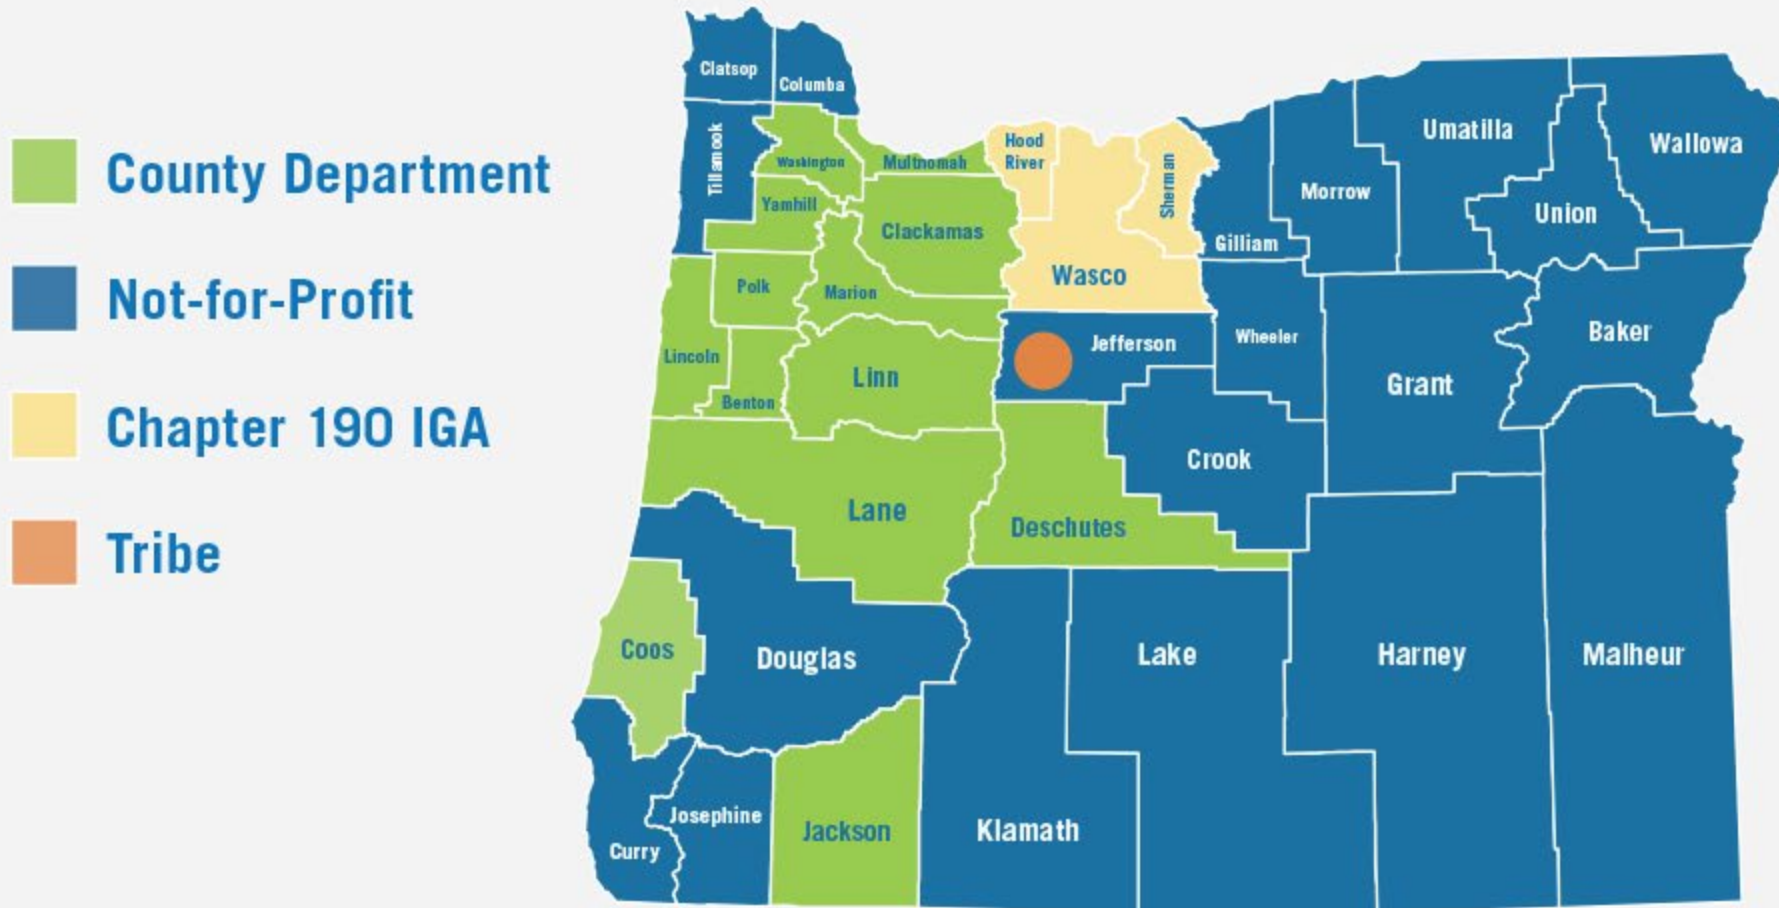 County Department
Not-for-Profit
Chapter 190 IGA
Tribe
Clatsop
Columba
Tillamook
Washington
Multnomah
Hood
River
Sherman
Umatilla
Wallowa
Morrow
Union
Gilliam
Yamhill
Clackamas
Wasco
Polk
Marion
Jefferson
Wheeler
Baker
Lincoln
Linn
Grant
Benton
Crook
Lane
Deschutes
Coos
Douglas
Lake
Harney
Malheur
Josephine
Jackson
Klamath
Curry